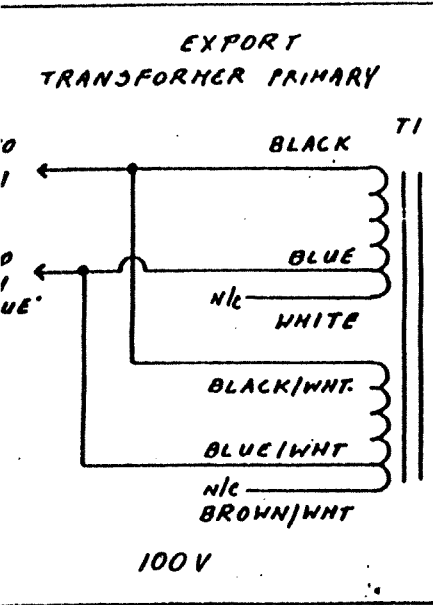 EXPORT
TRANSFORMER PRIMARY
T1
BLACK
BLUE
N/C
WHITE
BLACK/WHT.
BLUE/WHT
N/C
BROWN/WHT
100V